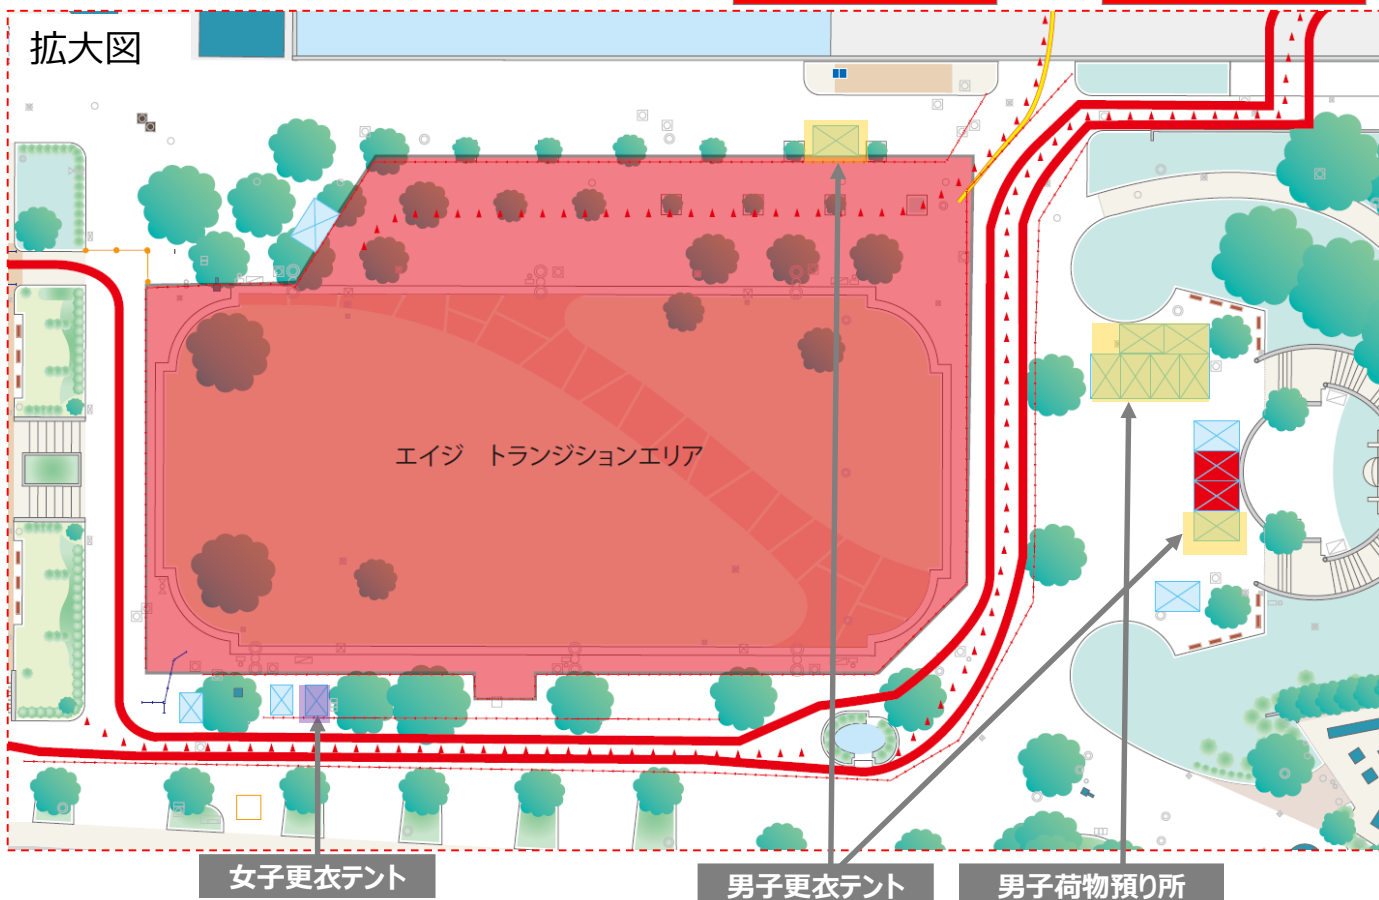 拡大図
エイジ　トランジションエリア
女子更衣テント
男子更衣テント
男子荷物預り所